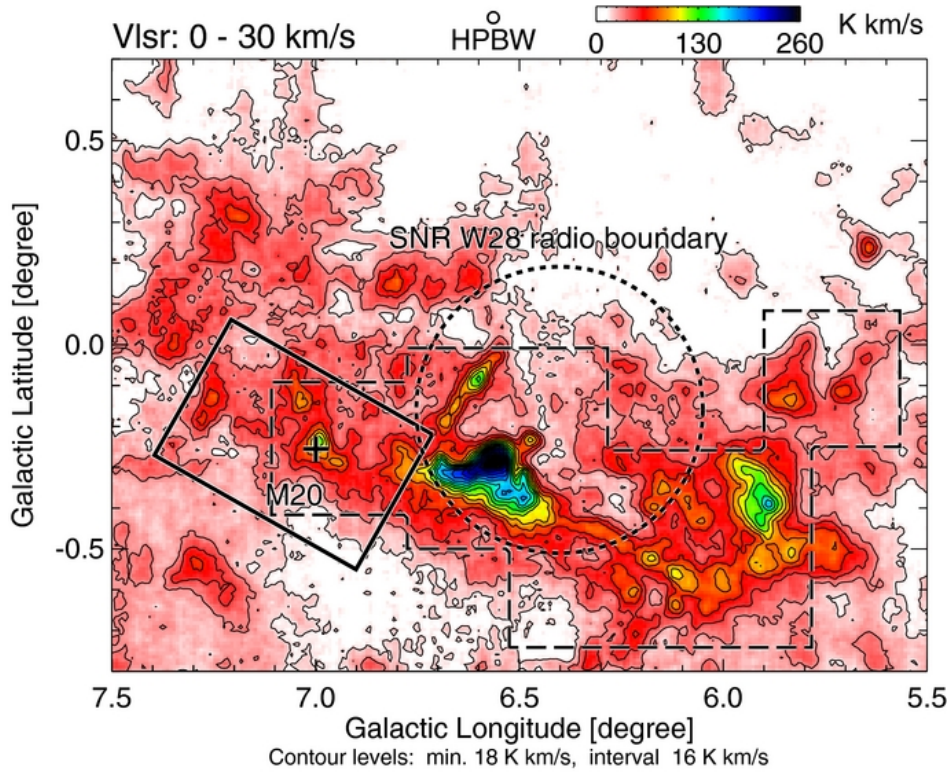 Vlsr: 0 - 30 km/s
HPBW
0 130 260
K km/s
SNR W28 radio boundary
M20
0.5
0.0
-0.5
Galactic Latitude [degree]
7.5 7.0 6.5 6.0 5.5
Galactic Longitude [degree]
Contour levels: min. 18 K km/s, interval 16 K km/s